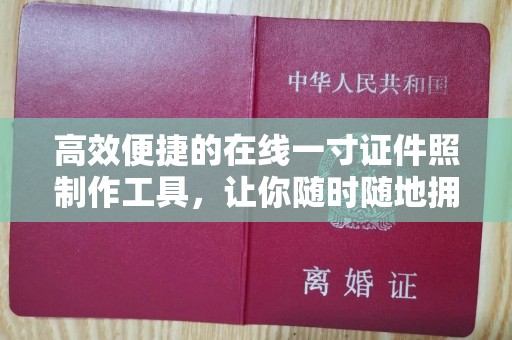 中华人民共和国
高效便捷的在线一寸证件照
制作工具，让你随时随地拥
离婚证